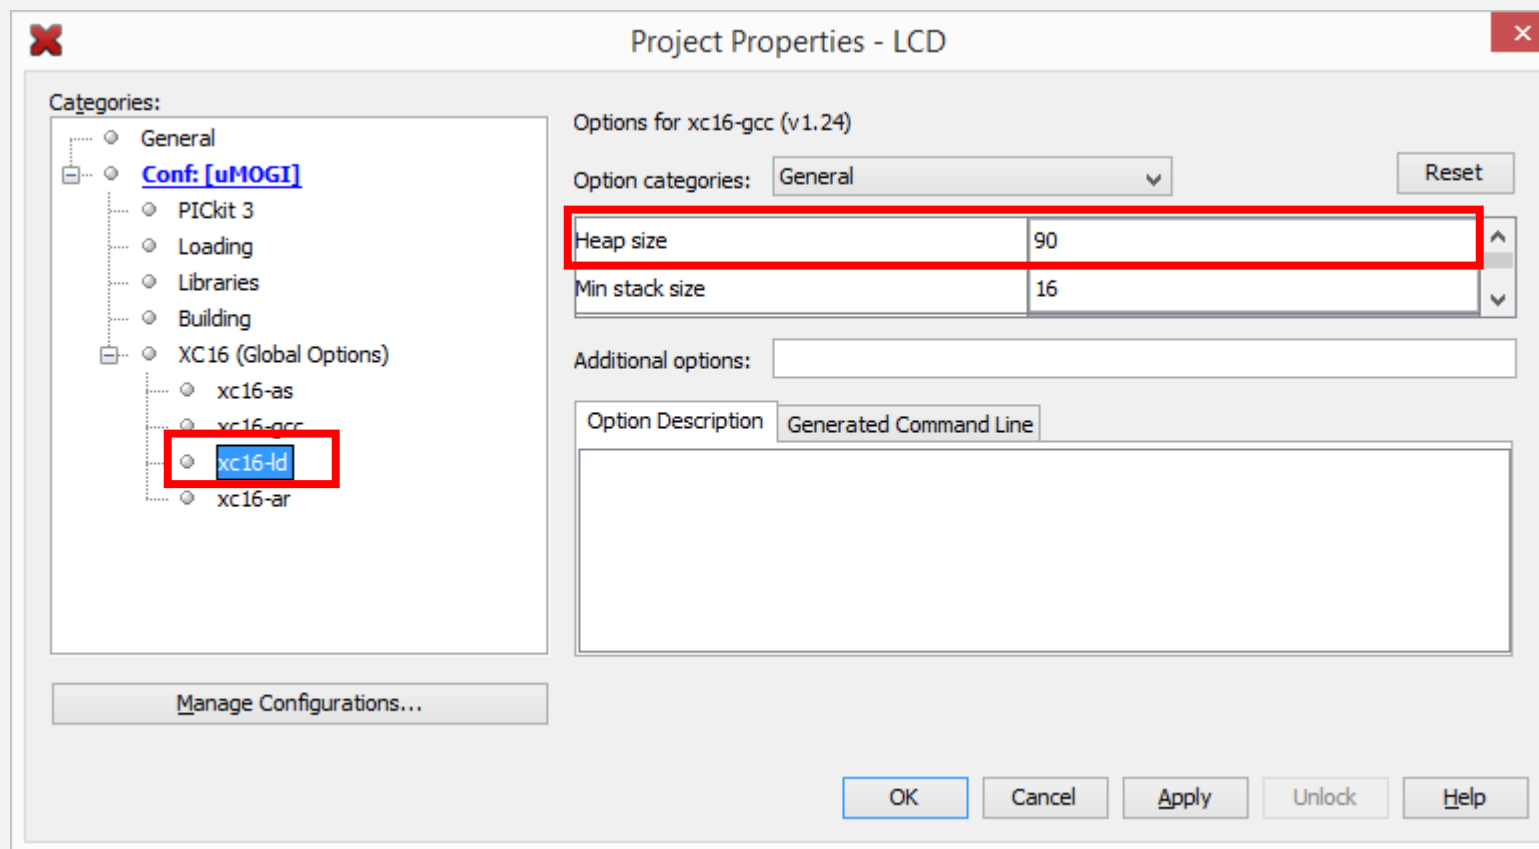 Project Properties - LCD
Categories:
General
Conf: [uMOGI]
PICkit 3
Loading
Libraries
Building
XC16 (Global Options)
xc16-as
xc16-gcc
xc16-ld
xc16-ar
Manage Configurations...
Options for xc16-gcc (v1.24)
Option categories: General Reset
Heap size 90
Min stack size 16
Additional options:
Option Description Generated Command Line
OK Cancel Apply Unlock Help